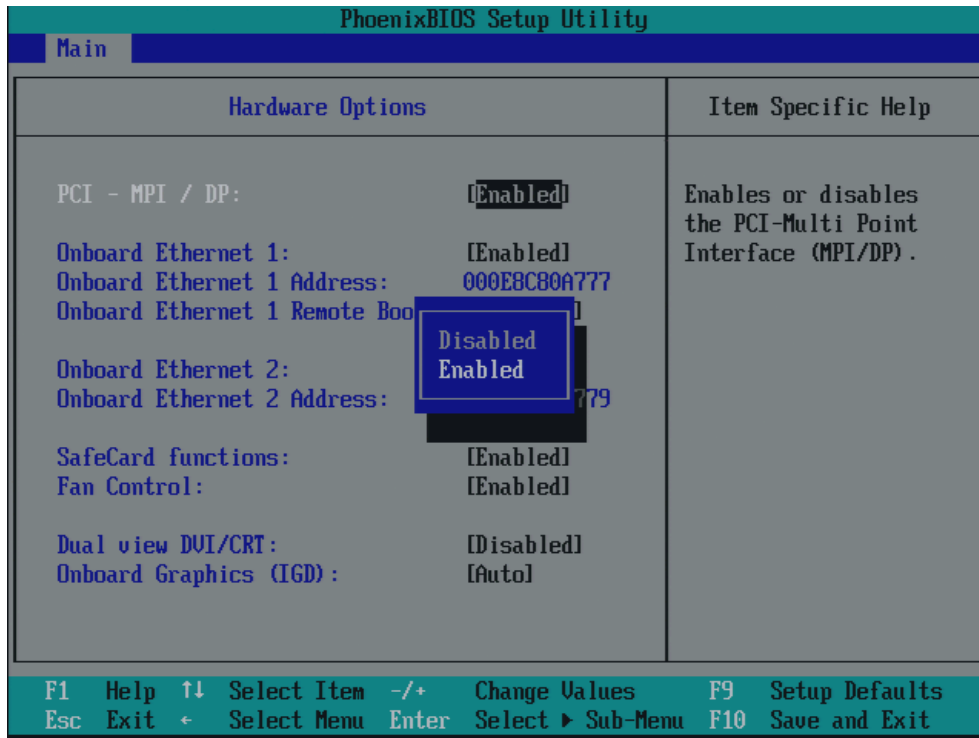 PhoenixBIOS Setup Utility
Main
Hardware Options
Item Specific Help
PCI - MPI / DP: [Enabled]
Onboard Ethernet 1: [Enabled]
Onboard Ethernet 1 Address: 000E8C80A777
Onboard Ethernet 1 Remote Boo ]
Onboard Ethernet 2:
Onboard Ethernet 2 Address: 779
SafeCard functions: [Enabled]
Fan Control: [Enabled]
Dual view DVI/CRT: [Disabled]
Onboard Graphics (IGD): [Auto]
Disabled
Enabled
Enables or disables
the PCI-Multi Point
Interface (MPI/DP).
F1 Help ↑↓ Select Item -/+ Change Values F9 Setup Defaults
Esc Exit ← Select Menu Enter Select ▶ Sub-Menu F10 Save and Exit